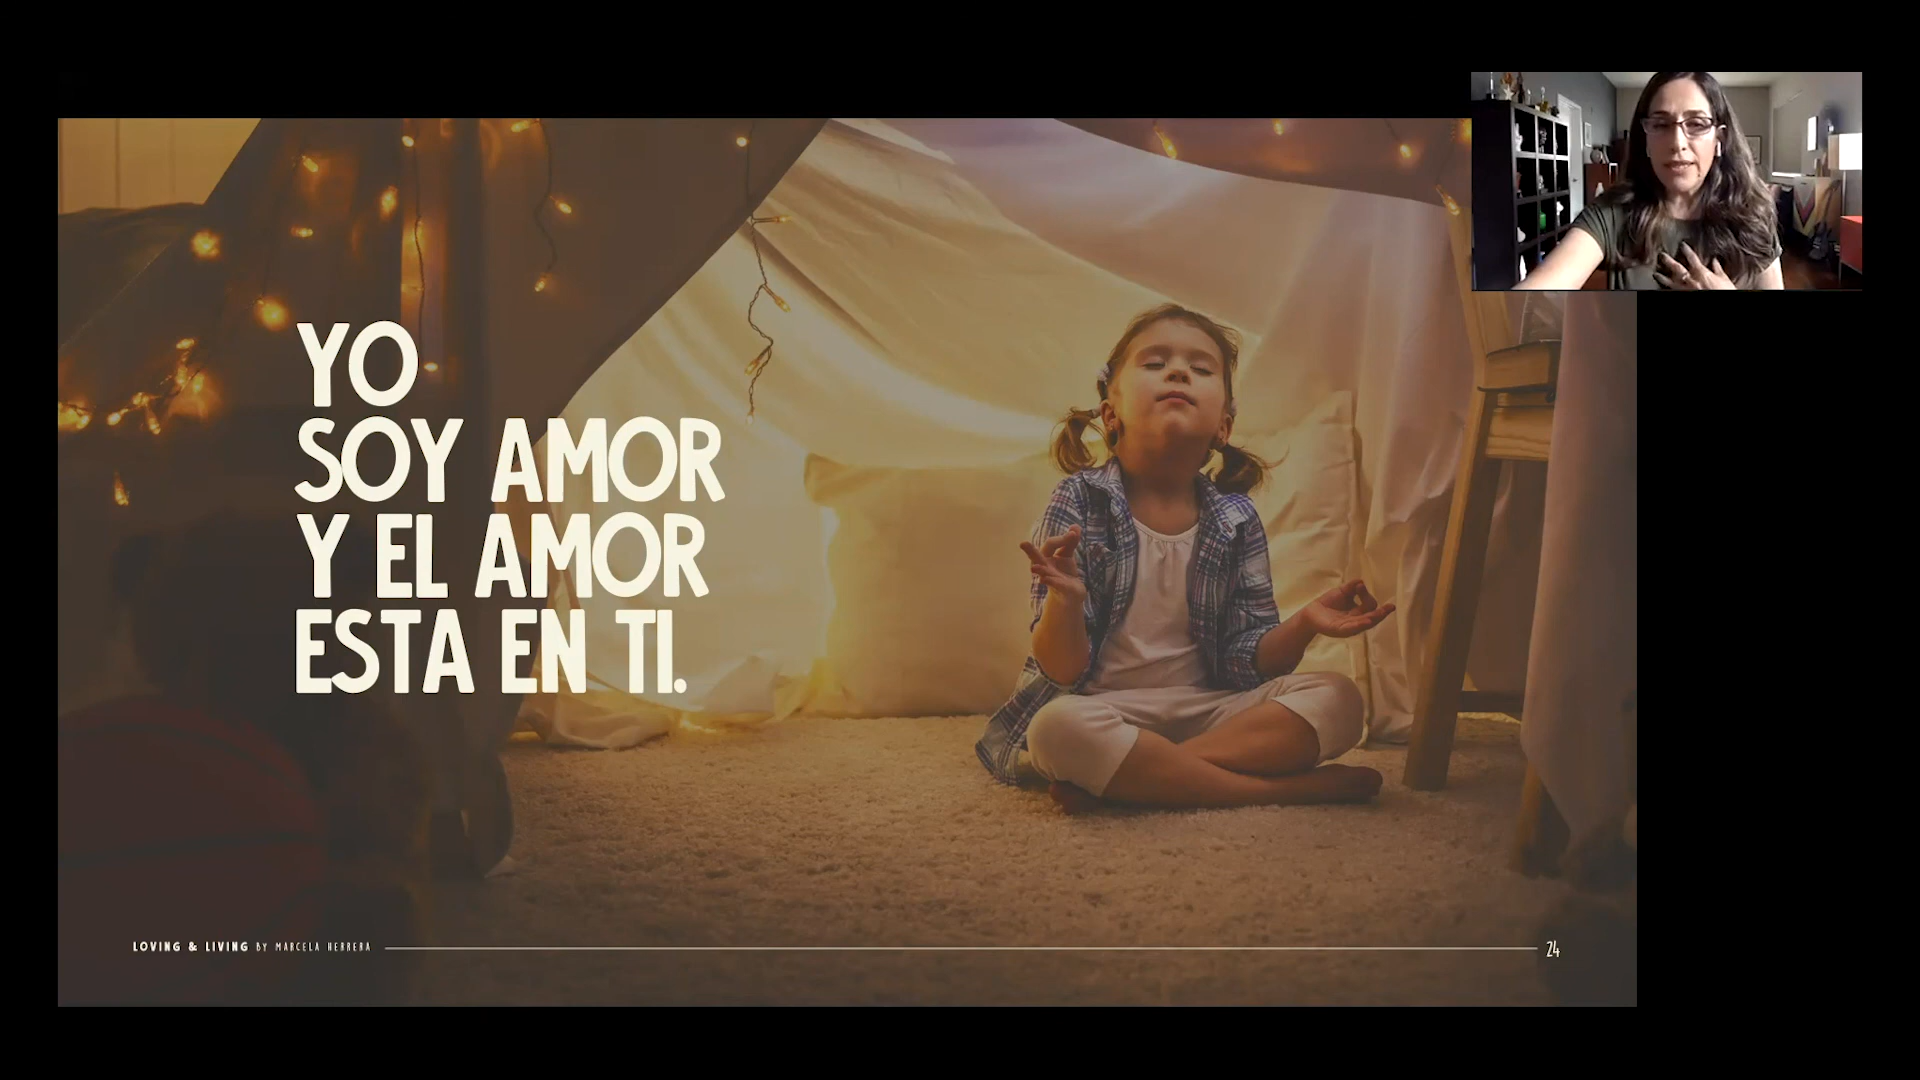 YO
SOY AMOR
Y EL AMOR
ESTA EN TI.
LOVING & LIVING BY MARCELA HERRERA
24